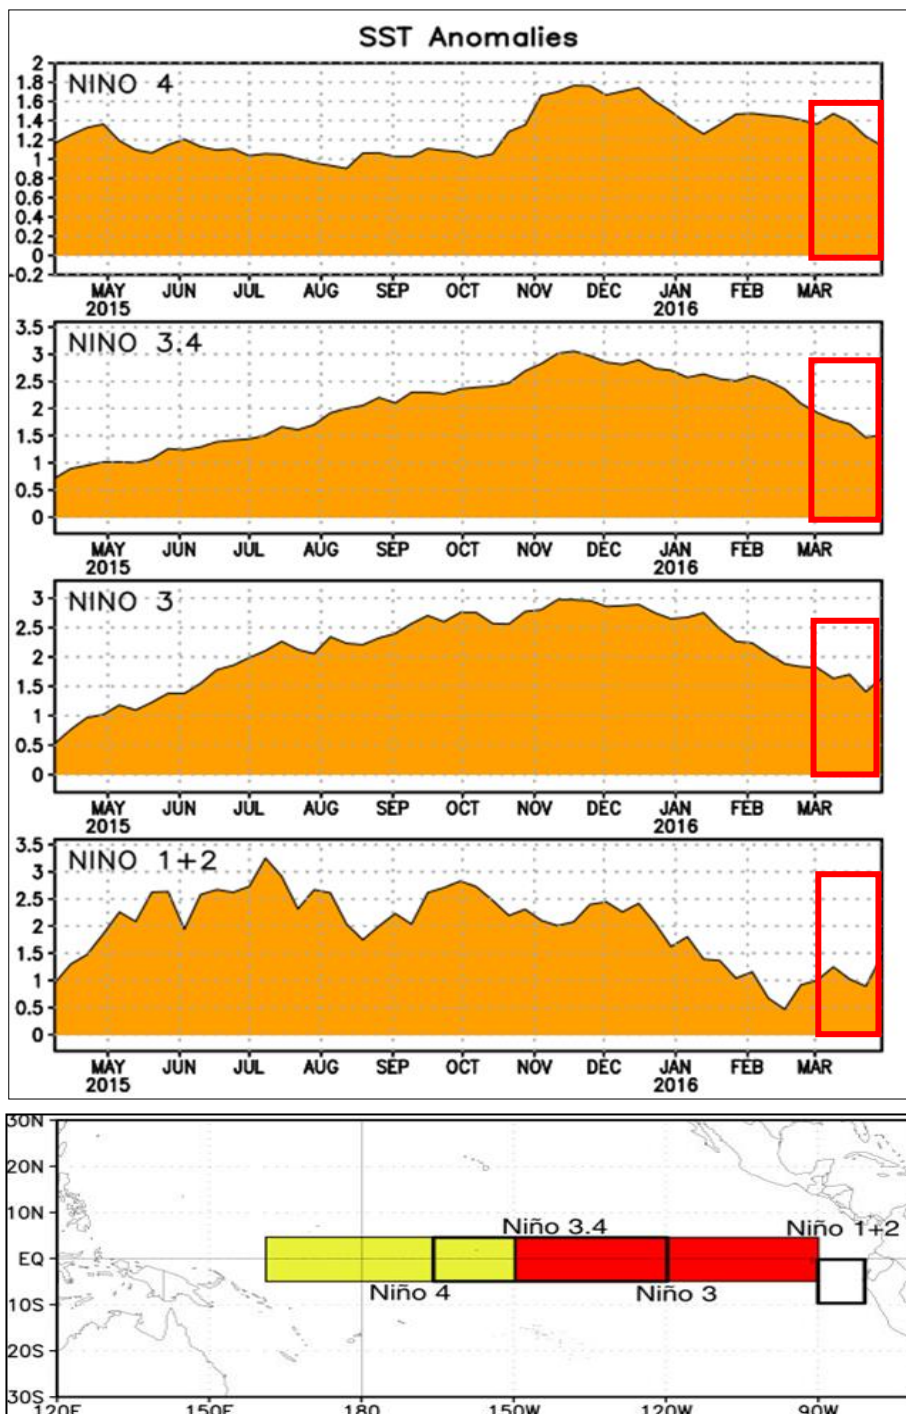 SST Anomalies
NINO 4
2
1.8
1.6
1.4
1.2
1
0.8
0.6
0.4
0.2
0
-0.2
MAY JUN JUL AUG SEP OCT NOV DEC JAN FEB MAR
2015 2016
NINO 3.4
3.5
3
2.5
2
1.5
1
0.5
0
MAY JUN JUL AUG SEP OCT NOV DEC JAN FEB MAR
2015 2016
NINO 3
3
2.5
2
1.5
1
0.5
0
MAY JUN JUL AUG SEP OCT NOV DEC JAN FEB MAR
2015 2016
NINO 1+2
3.5
3
2.5
2
1.5
1
0.5
0
MAY JUN JUL AUG SEP OCT NOV DEC JAN FEB MAR
2015 2016
30N
20N
10N
EQ
10S
20S
30S
Niño 3.4 Niño 1+2
Niño 4 Niño 3
120E 150E 180 150W 120W 90W